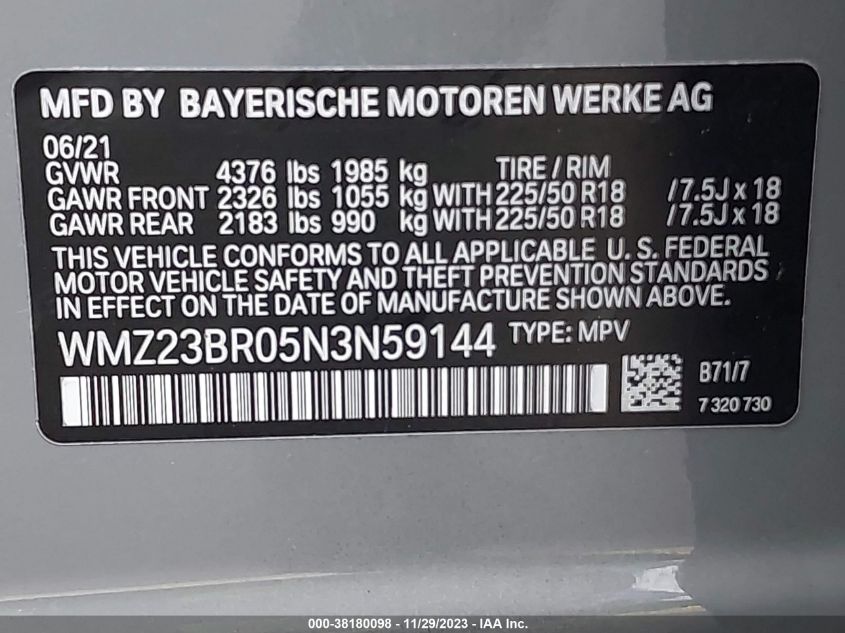 MFD BY BAYERISCHE MOTOREN WERKE AG
06/21
GVWR 4376 lbs 1985 kg TIRE / RIM
GAWR FRONT 2326 lbs 1055 kg WITH 225/50 R18 /7.5J x 18
GAWR REAR 2183 lbs 990 kg WITH 225/50 R18 /7.5J x 18
THIS VEHICLE CONFORMS TO ALL APPLICABLE U. S. FEDERAL
MOTOR VEHICLE SAFETY AND THEFT PREVENTION STANDARDS
IN EFFECT ON THE DATE OF MANUFACTURE SHOWN ABOVE.
WMZ23BR05N3N59144 TYPE: MPV
B71/7
7 320 730
000-38180098 - 11/29/2023 - IAA Inc.